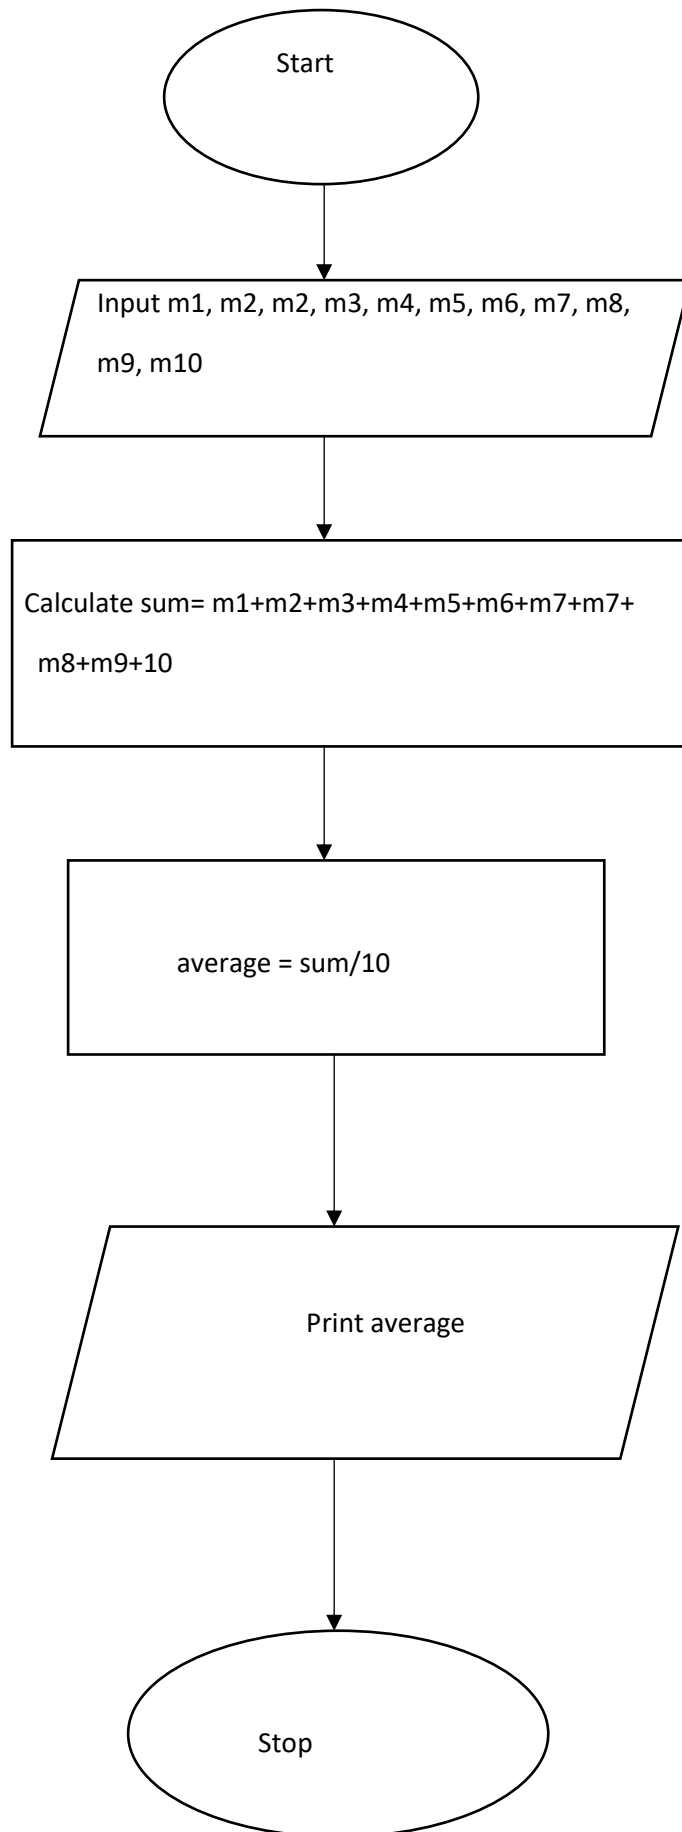 Start
Input m1, m2, m2, m3, m4, m5, m6, m7, m8,
m9, m10
Calculate sum= m1+m2+m3+m4+m5+m6+m7+m7+
m8+m9+10
average = sum/10
Print average
Stop